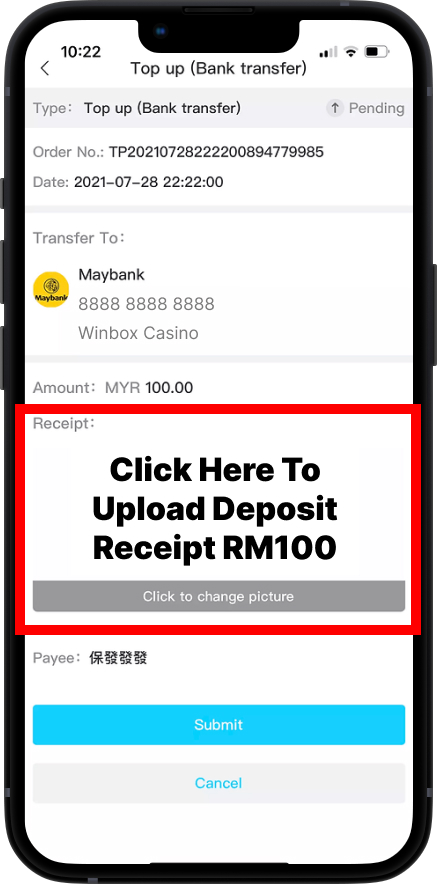 10:22
Top up (Bank transfer)
Type: Top up (Bank transfer) Pending
Order No.: TP20210728222200894779985
Date: 2021-07-28 22:22:00
Transfer To:
Maybank
Maybank
8888 8888 8888
Winbox Casino
Amount: MYR 100.00
Receipt:
Click Here To
Upload Deposit
Receipt RM100
Click to change picture
Payee: 保發發發
Submit
Cancel